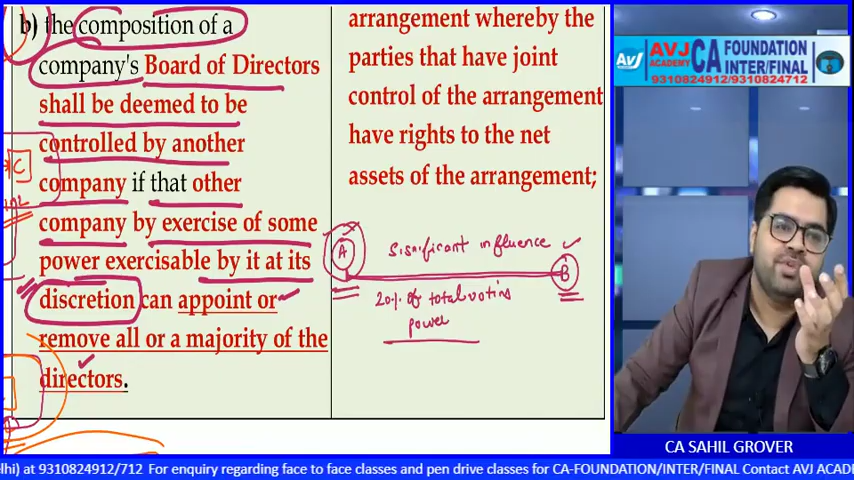 b) the composition of a
company's Board of Directors
shall be deemed to be
controlled by another
company if that other
company by exercise of some
power exercisable by it at its
discretion can appoint or
remove all or a majority of the
directors.
arrangement whereby the
parties that have joint
control of the arrangement
have rights to the net
assets of the arrangement;
A
Significant influence
B
20% of total voting
power
C
AVJ
AVJ
ACADEMY
CA
FOUNDATION
INTER/FINAL
9310824912/9310824712
CA SAHIL GROVER
lhi) at 9310824912/712 For enquiry regarding face to face classes and pen drive classes for CA-FOUNDATION/INTER/FINAL Contact AVJ ACADE